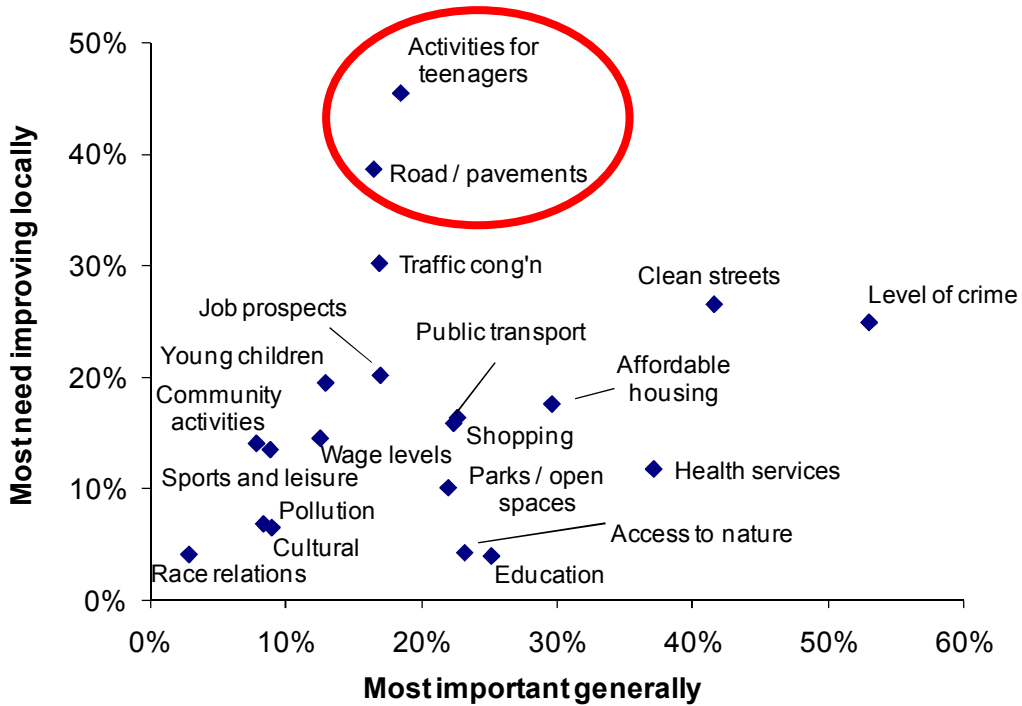 50%
Activities for
teenagers
40%
Road / pavements
30%
Traffic cong'n
Clean streets
Level of crime
Job prospects
Public transport
Young children
Affordable
housing
20%
Community
activities
Shopping
Wage levels
Sports and leisure
Parks / open
spaces
Health services
10%
Pollution
Cultural
Access to nature
Race relations
Education
0%
0%
10%
20%
30%
40%
50%
60%
Most need improving locally
Most important generally